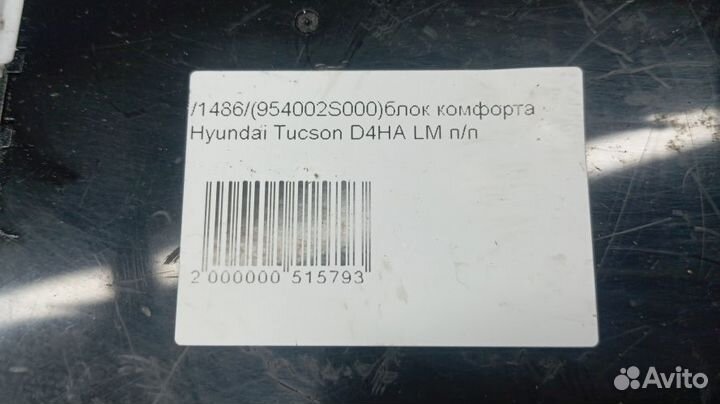 /1486/(954002S000)блок комфорта
Hyundai Tucson D4HA LM п/п
2 000000 515793
Avito